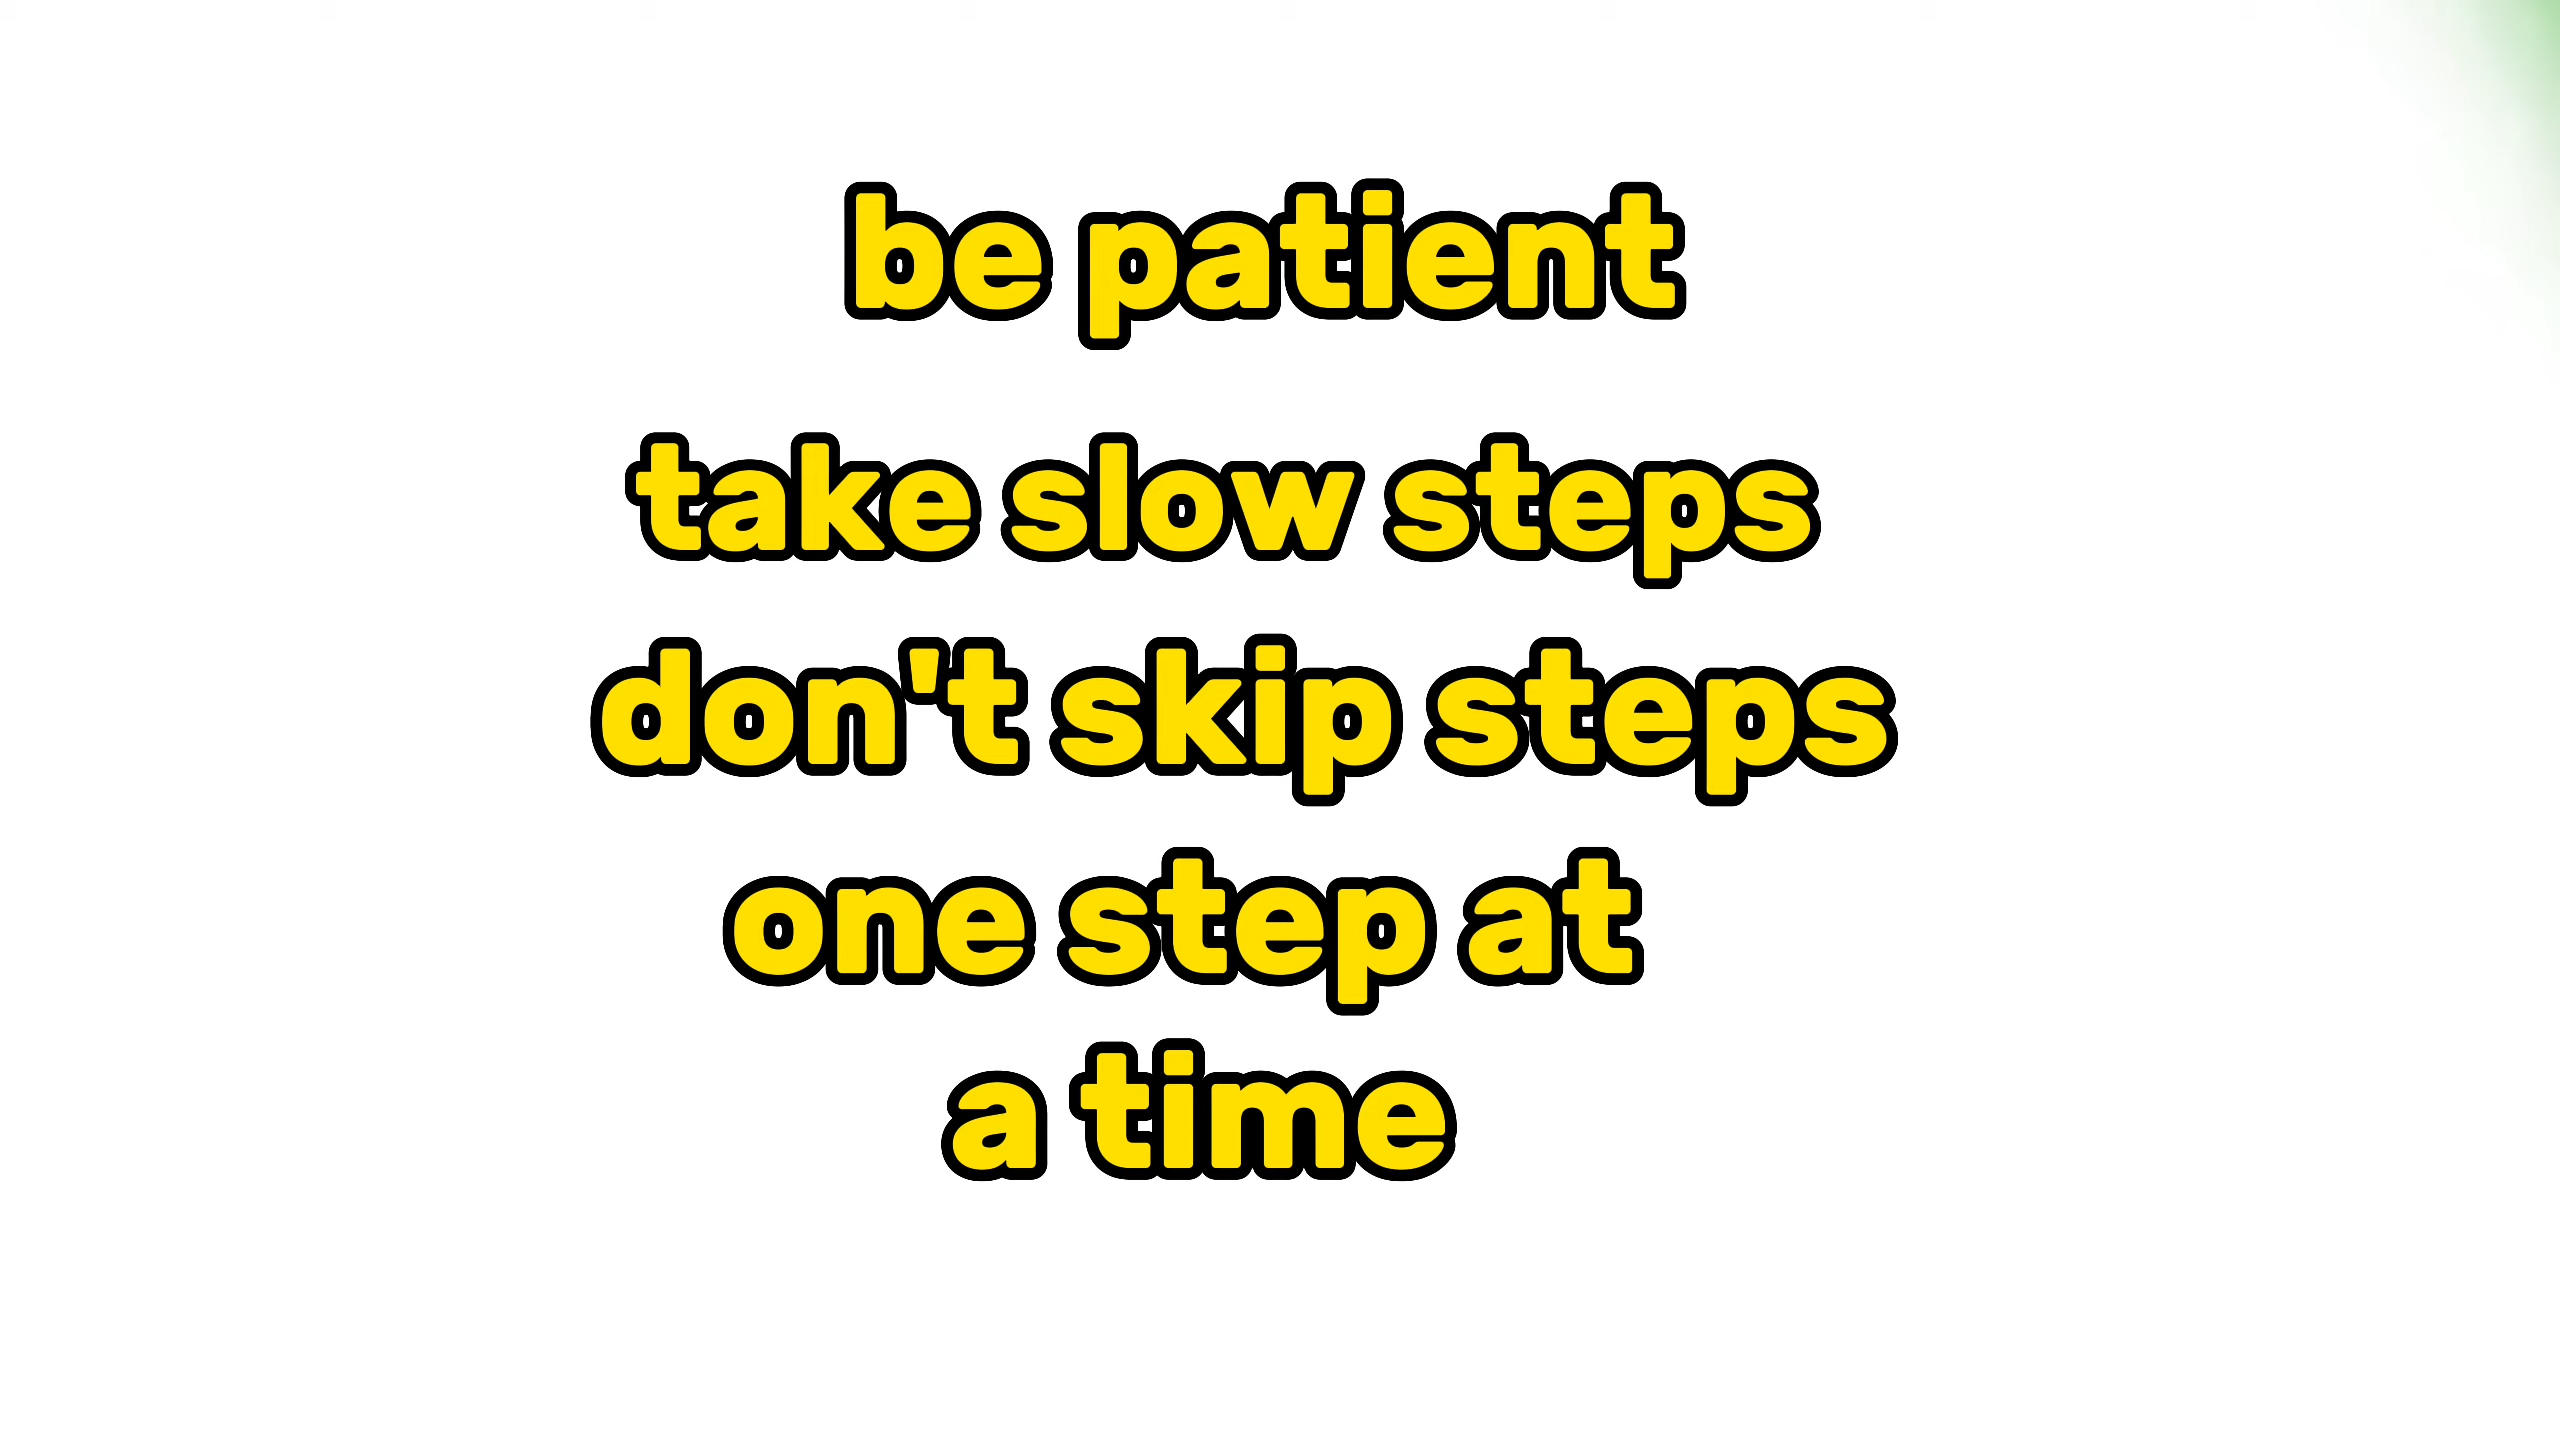 be patient
take slow steps
don't skip steps
one step at
a time